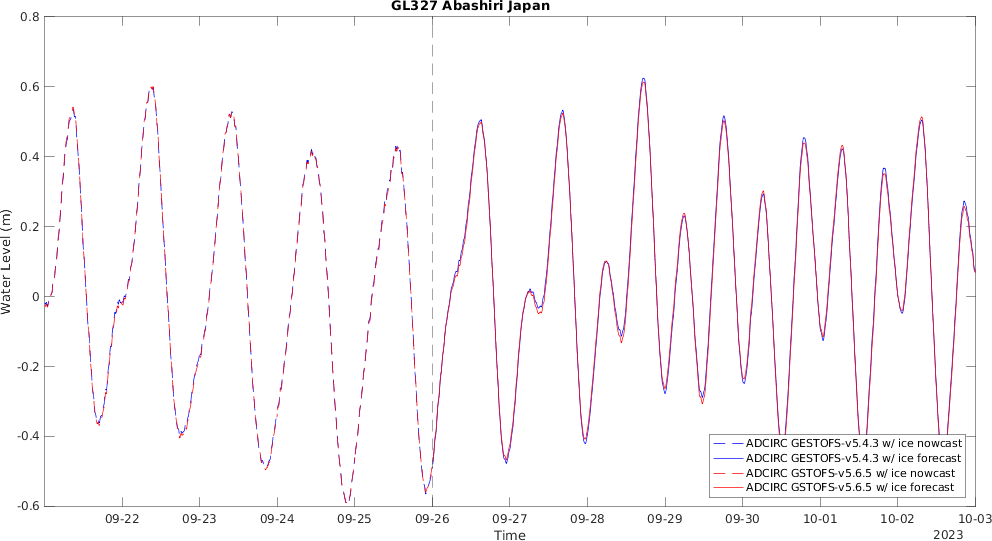 GL327 Abashiri Japan
0.8
0.6
0.4
0.2
0
-0.2
-0.4
-0.6
Water Level (m)
ADCIRC GESTOFS-v5.4.3 w/ ice nowcast
ADCIRC GESTOFS-v5.4.3 w/ ice forecast
ADCIRC GSTOFS-v5.6.5 w/ ice nowcast
ADCIRC GSTOFS-v5.6.5 w/ ice forecast
09-22 09-23 09-24 09-25 09-26 09-27 09-28 09-29 09-30 10-01 10-02 10-03
Time
2023